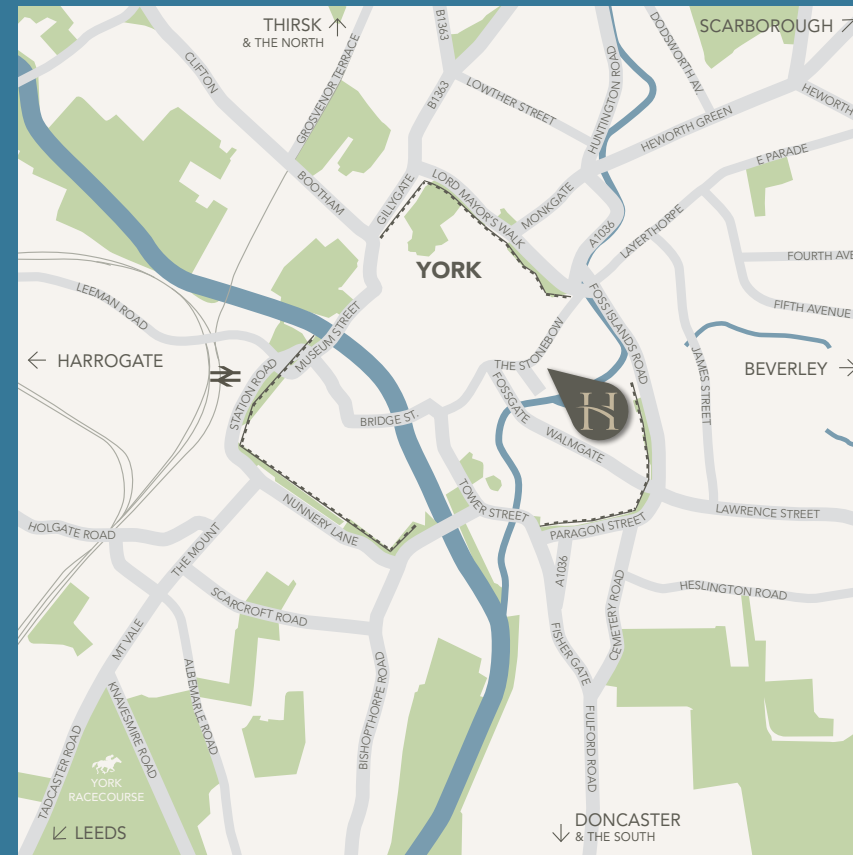 THIRSK
& THE NORTH
SCARBOROUGH
B1363
DODSWORTH AV.
CLIFTON
GROSVENOR TERRACE
B1363
LOWTHER STREET
HUNTINGTON ROAD
HEWORTH
HEWORTH GREEN
E PARADE
BOOTHAM
GILLYGATE
LORD MAYOR'S WALK
MONKGATE
A1036
LAYERTHORPE
YORK
FOURTH AVE
LEEMAN ROAD
FOSS ISLANDS ROAD
FIFTH AVENUE
MUSEUM STREET
THE STONEBOW
HARROGATE
STATION ROAD
JAMES STREET
BEVERLEY
FOSSGATE
H
BRIDGE ST.
WALMGATE
TOWER STREET
NUNNERY LANE
PARAGON STREET
LAWRENCE STREET
HOLGATE ROAD
THE MOUNT
A1036
HESLINGTON ROAD
SCARCROFT ROAD
CEMETERY ROAD
MT VALE
FISHER GATE
ALBEMARLE ROAD
KNAVESMIRE ROAD
BISHOPTHORPE ROAD
FULFORD ROAD
TADCASTER ROAD
YORK
RACECOURSE
LEEDS
DONCASTER
& THE SOUTH